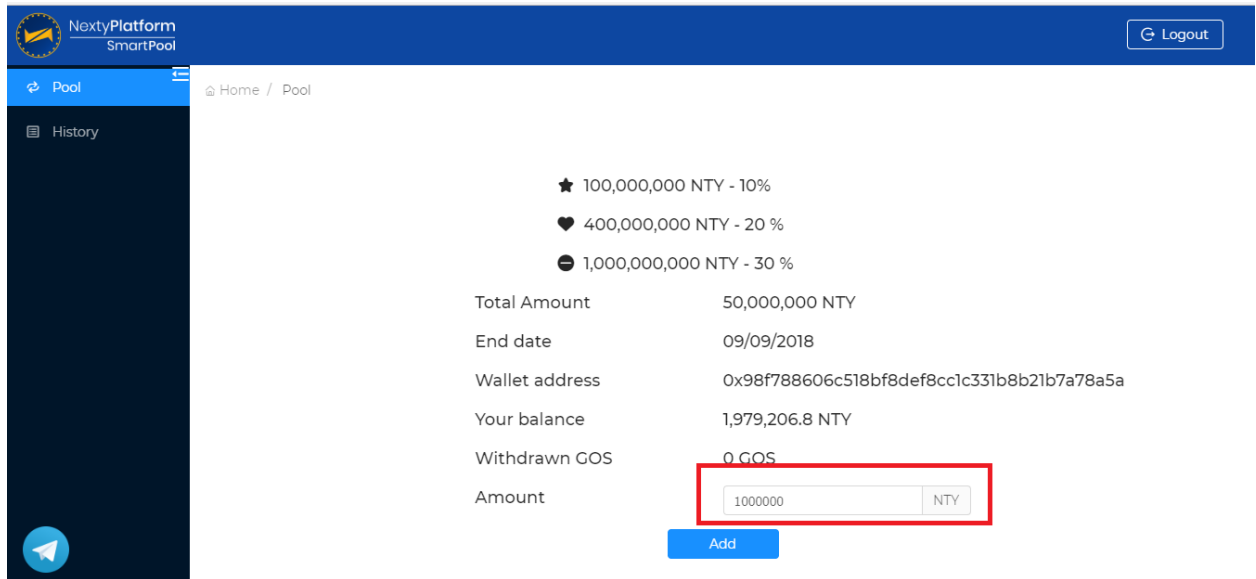 NextyPlatform
SmartPool
Logout
Pool
Home / Pool
History
100,000,000 NTY - 10%
400,000,000 NTY - 20 %
1,000,000,000 NTY - 30 %
Total Amount 50,000,000 NTY
End date 09/09/2018
Wallet address 0x98f788606c518bf8def8cc1c331b8b21b7a78a5a
Your balance 1,979,206.8 NTY
Withdrawn GOS 0 GOS
Amount 1000000 NTY
Add